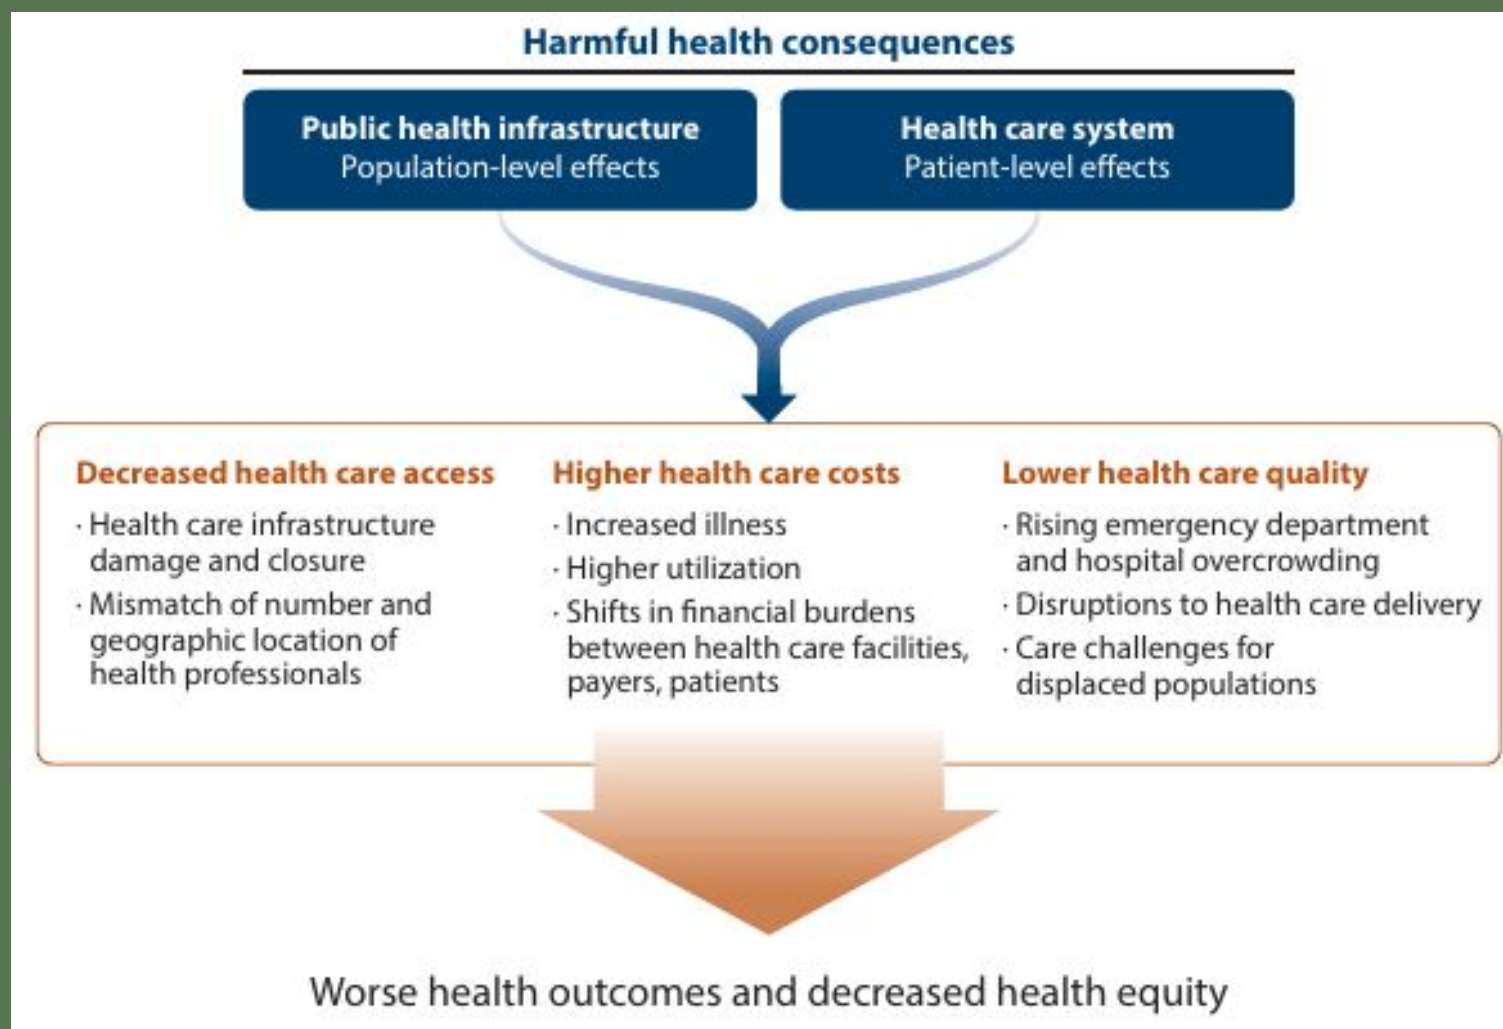 Harmful health consequences
Public health infrastructure
Population-level effects
Health care system
Patient-level effects
Decreased health care access
· Health care infrastructure
damage and closure
· Mismatch of number and
geographic location of
health professionals
Higher health care costs
· Increased illness
· Higher utilization
· Shifts in financial burdens
between health care facilities,
payers, patients
Lower health care quality
· Rising emergency department
and hospital overcrowding
· Disruptions to health care delivery
· Care challenges for
displaced populations
Worse health outcomes and decreased health equity